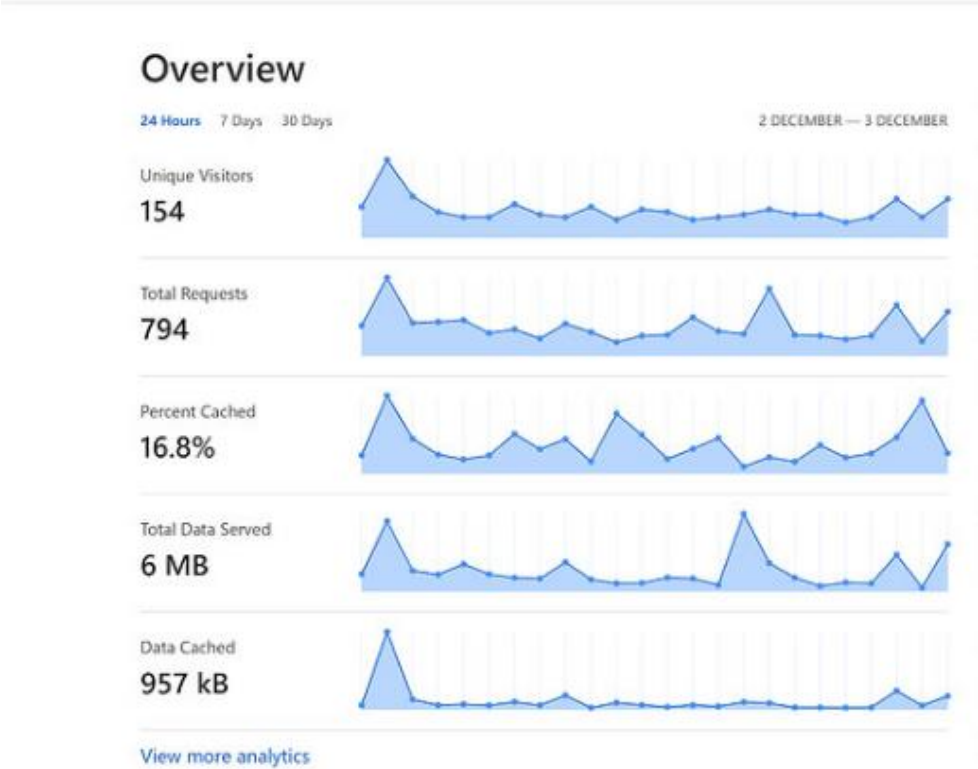 Overview
24 Hours 7 Days 30 Days 2 DECEMBER — 3 DECEMBER
Unique Visitors
154
Total Requests
794
Percent Cached
16.8%
Total Data Served
6 MB
Data Cached
957 kB
View more analytics